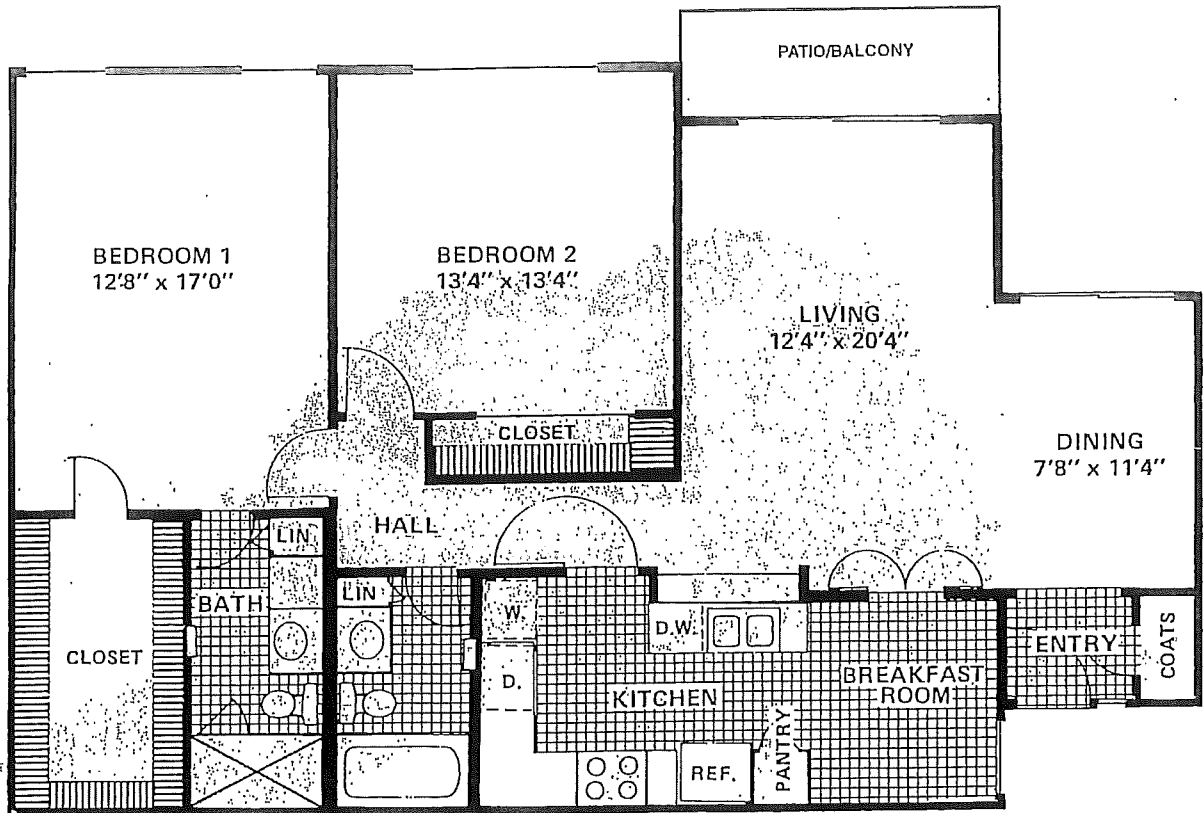 PATIO/BALCONY
BEDROOM 1
12'8" x 17'0"
BEDROOM 2
13'4" x 13'4"
LIVING
12'4" x 20'4"
CLOSET
DINING
7'8" x 11'4"
HALL
LIN
BATH
CLOSET
LIN
W.
D.
D.W.
KITCHEN
BREAKFAST
ROOM
REF.
PANTRY
ENTRY
COATS